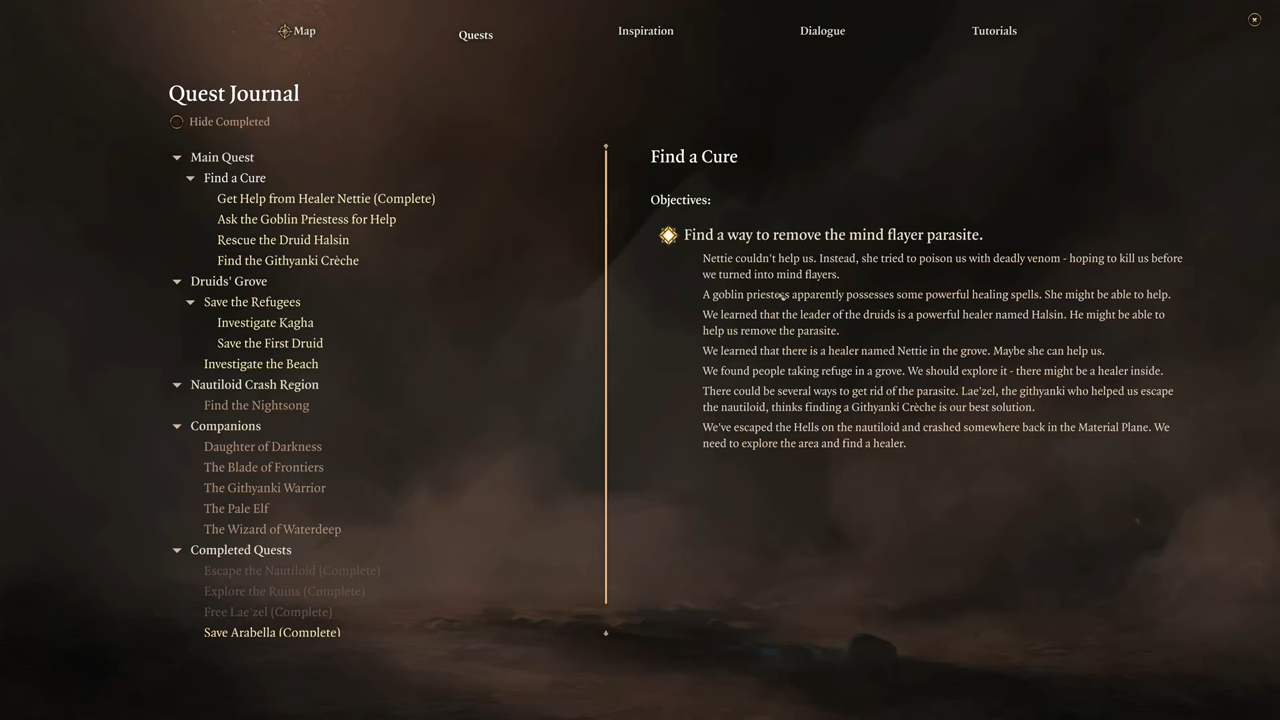 Map
Quests
Inspiration
Dialogue
Tutorials
Quest Journal
Hide Completed
Main Quest
Find a Cure
Get Help from Healer Nettie (Complete)
Ask the Goblin Priestess for Help
Rescue the Druid Halsin
Find the Githyanki Crèche
Druids' Grove
Save the Refugees
Investigate Kagha
Save the First Druid
Investigate the Beach
Nautiloid Crash Region
Find the Nightsong
Companions
Daughter of Darkness
The Blade of Frontiers
The Githyanki Warrior
The Pale Elf
The Wizard of Waterdeep
Completed Quests
Escape the Nautiloid (Complete)
Explore the Ruins (Complete)
Free Lae'zel (Complete)
Save Arabella (Complete)
Find a Cure
Objectives:
Find a way to remove the mind flayer parasite.
Nettie couldn't help us. Instead, she tried to poison us with deadly venom - hoping to kill us before
we turned into mind flayers.
A goblin priestess apparently possesses some powerful healing spells. She might be able to help.
We learned that the leader of the druids is a powerful healer named Halsin. He might be able to
help us remove the parasite.
We learned that there is a healer named Nettie in the grove. Maybe she can help us.
We found people taking refuge in a grove. We should explore it - there might be a healer inside.
There could be several ways to get rid of the parasite. Lae'zel, the githyanki who helped us escape
the nautiloid, thinks finding a Githyanki Crèche is our best solution.
We've escaped the Hells on the nautiloid and crashed somewhere back in the Material Plane. We
need to explore the area and find a healer.